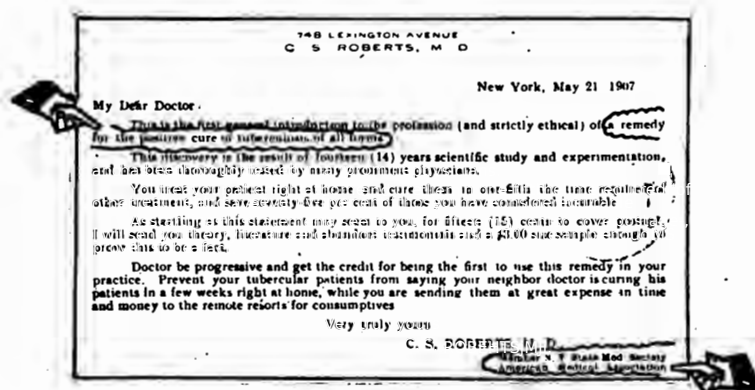 748 LEXINGTON AVENUE
C S ROBERTS, M D
New York, May 21 1907
My Dear Doctor.
This is the first general introduction to the profession (and strictly ethical) of a remedy
for the positive cure of tuberculosis of all forms
This discovery is the result of fourteen (14) years scientific study and experimentation,
and has been thoroughly tested by many prominent physicians.
You treat your patient right at home and cure them in one-fifth the time required
other treatment, and save seventy-five per cent of those you have considered incurable
As startling as this statement may seem to you, for fifteen (15) cents to cover postage,
I will send you theory, literature and abundant testimonials and a $3.00 size sample enough to
prove this to be a fact.
Doctor be progressive and get the credit for being the first to use this remedy in your
practice. Prevent your tubercular patients from saying your neighbor doctor is curing his
patients in a few weeks right at home, while you are sending them at great expense in time
and money to the remote resorts for consumptives
Very truly yours
C. S. ROBERTS, M. D.
Member N. Y. State Med Society
American Medical Association